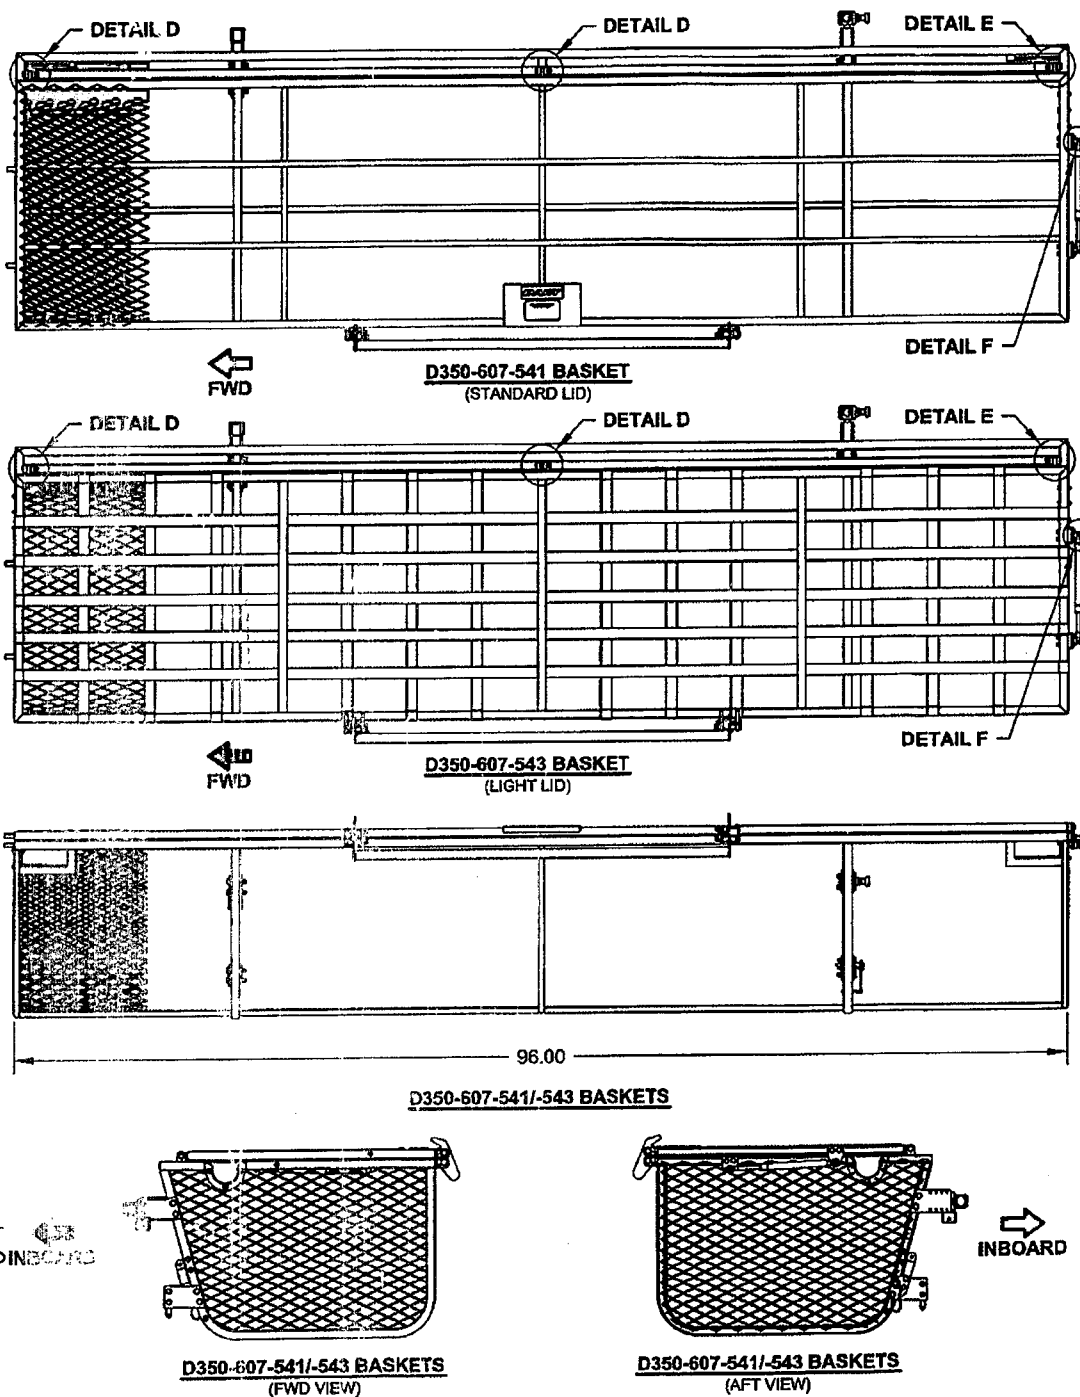 DETAIL D
DETAIL D
DETAIL E
DETAIL F
FWD
D350-607-541 BASKET
(STANDARD LID)
DETAIL D
DETAIL D
DETAIL E
DETAIL F
FWD
D350-607-543 BASKET
(LIGHT LID)
96.00
D350-607-541/-543 BASKETS
INBOARD
INBOARD
D350-607-541/-543 BASKETS
(FWD VIEW)
D350-607-541/-543 BASKETS
(AFT VIEW)